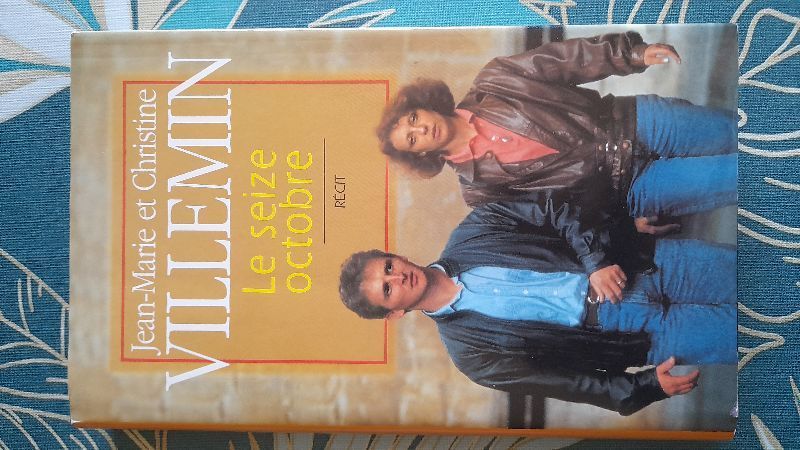 Jean-Marie et Christine
VILLEMIN
Le seize
octobre
RÉCIT